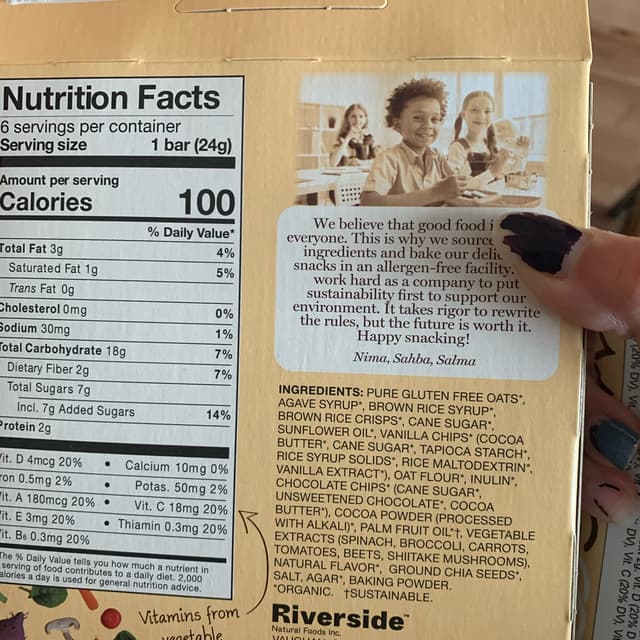 Nutrition Facts
6 servings per container
Serving size 1 bar (24g)
Amount per serving
Calories 100
% Daily Value*
Total Fat 3g 4%
Saturated Fat 1g 5%
Trans Fat 0g
Cholesterol 0mg 0%
Sodium 30mg 1%
Total Carbohydrate 18g 7%
Dietary Fiber 2g 7%
Total Sugars 7g
Incl. 7g Added Sugars 14%
Protein 2g
Vit. D 4mcg 20% • Calcium 10mg 0%
Iron 0.5mg 2% • Potas. 50mg 2%
Vit. A 180mcg 20% • Vit. C 18mg 20%
Vit. E 3mg 20% • Thiamin 0.3mg 20%
Vit. B6 0.3mg 20%
The % Daily Value tells you how much a nutrient in
serving of food contributes to a daily diet. 2,000
calories a day is used for general nutrition advice.
Vitamins from
vegetable
We believe that good food i
everyone. This is why we source
ingredients and bake our deli
snacks in an allergen-free facility.
work hard as a company to put
sustainability first to support our
environment. It takes rigor to rewrite
the rules, but the future is worth it.
Happy snacking!
Nima, Sahba, Salma
INGREDIENTS: PURE GLUTEN FREE OATS*,
AGAVE SYRUP*, BROWN RICE SYRUP*,
BROWN RICE CRISPS*, CANE SUGAR*,
SUNFLOWER OIL*, VANILLA CHIPS* (COCOA
BUTTER*, CANE SUGAR*, TAPIOCA STARCH*,
RICE SYRUP SOLIDS*, RICE MALTODEXTRIN*,
VANILLA EXTRACT*), OAT FLOUR*, INULIN*,
CHOCOLATE CHIPS* (CANE SUGAR*,
UNSWEETENED CHOCOLATE*, COCOA
BUTTER*), COCOA POWDER (PROCESSED
WITH ALKALI)*, PALM FRUIT OIL*†, VEGETABLE
EXTRACTS (SPINACH, BROCCOLI, CARROTS,
TOMATOES, BEETS, SHIITAKE MUSHROOMS),
NATURAL FLAVOR*, GROUND CHIA SEEDS*,
SALT, AGAR*, BAKING POWDER.
*ORGANIC. †SUSTAINABLE.
Riverside™
Natural Foods Inc.